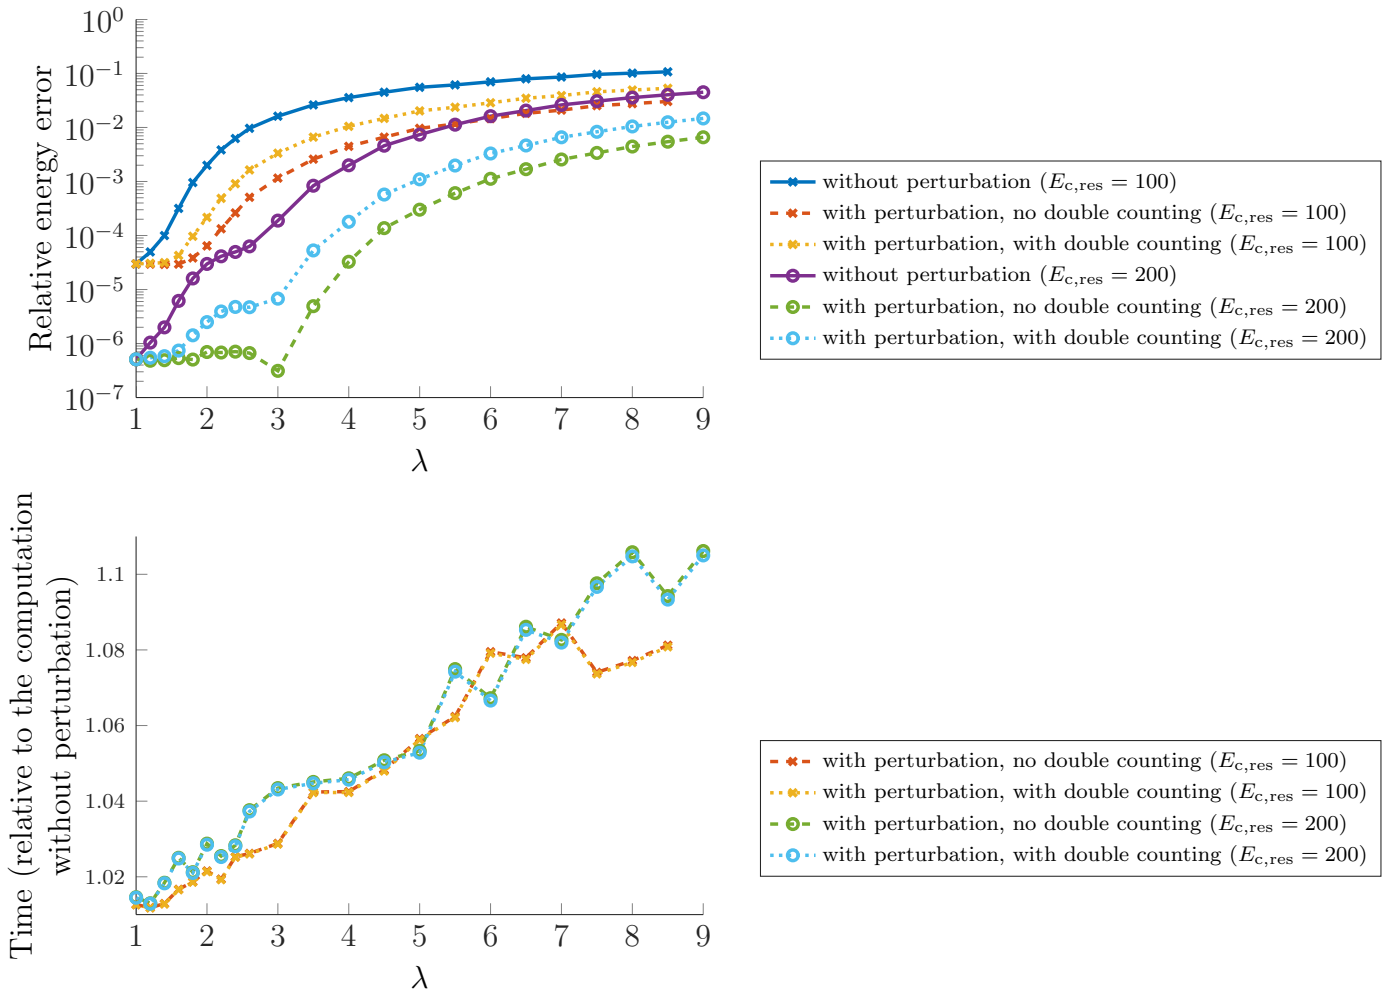 10^0
10^−1
10^−2
10^−3
10^−4
10^−5
10^−6
10^−7
Relative energy error
1 2 3 4 5 6 7 8 9
λ
without perturbation (E_c,res = 100)
with perturbation, no double counting (E_c,res = 100)
with perturbation, with double counting (E_c,res = 100)
without perturbation (E_c,res = 200)
with perturbation, no double counting (E_c,res = 200)
with perturbation, with double counting (E_c,res = 200)
Time (relative to the computation
without perturbation)
1.1
1.08
1.06
1.04
1.02
1 2 3 4 5 6 7 8 9
λ
with perturbation, no double counting (E_c,res = 100)
with perturbation, with double counting (E_c,res = 100)
with perturbation, no double counting (E_c,res = 200)
with perturbation, with double counting (E_c,res = 200)